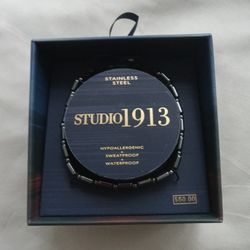 STAINLESS
STEEL
STUDIO1913
HYPOALLERGENIC
SWEATPROOF
WATERPROOF
$50.00